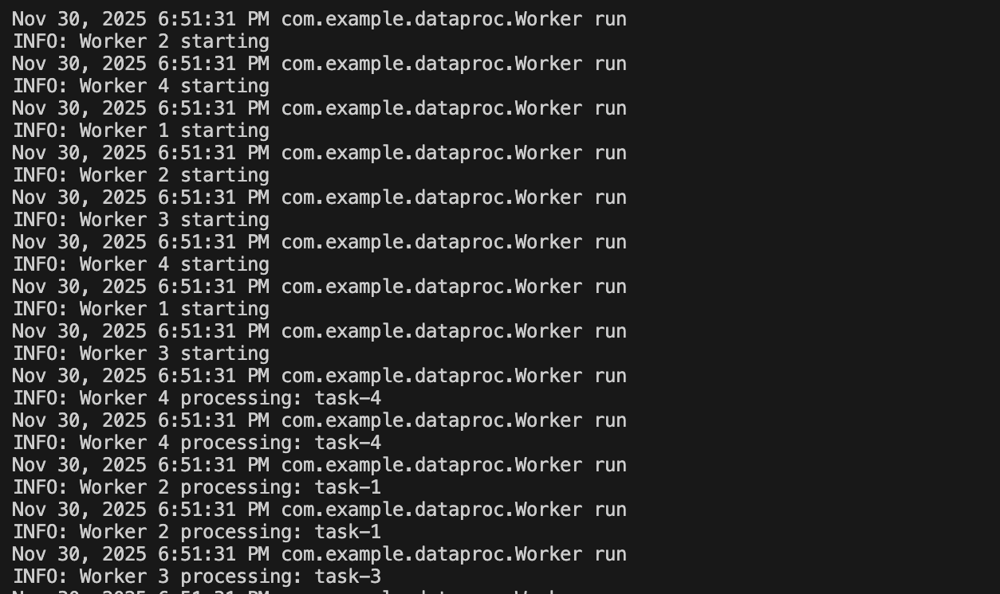 Nov 30, 2025 6:51:31 PM com.example.dataproc.Worker run
INFO: Worker 2 starting
Nov 30, 2025 6:51:31 PM com.example.dataproc.Worker run
INFO: Worker 4 starting
Nov 30, 2025 6:51:31 PM com.example.dataproc.Worker run
INFO: Worker 1 starting
Nov 30, 2025 6:51:31 PM com.example.dataproc.Worker run
INFO: Worker 2 starting
Nov 30, 2025 6:51:31 PM com.example.dataproc.Worker run
INFO: Worker 3 starting
Nov 30, 2025 6:51:31 PM com.example.dataproc.Worker run
INFO: Worker 4 starting
Nov 30, 2025 6:51:31 PM com.example.dataproc.Worker run
INFO: Worker 1 starting
Nov 30, 2025 6:51:31 PM com.example.dataproc.Worker run
INFO: Worker 3 starting
Nov 30, 2025 6:51:31 PM com.example.dataproc.Worker run
INFO: Worker 4 processing: task-4
Nov 30, 2025 6:51:31 PM com.example.dataproc.Worker run
INFO: Worker 4 processing: task-4
Nov 30, 2025 6:51:31 PM com.example.dataproc.Worker run
INFO: Worker 2 processing: task-1
Nov 30, 2025 6:51:31 PM com.example.dataproc.Worker run
INFO: Worker 2 processing: task-1
Nov 30, 2025 6:51:31 PM com.example.dataproc.Worker run
INFO: Worker 3 processing: task-3